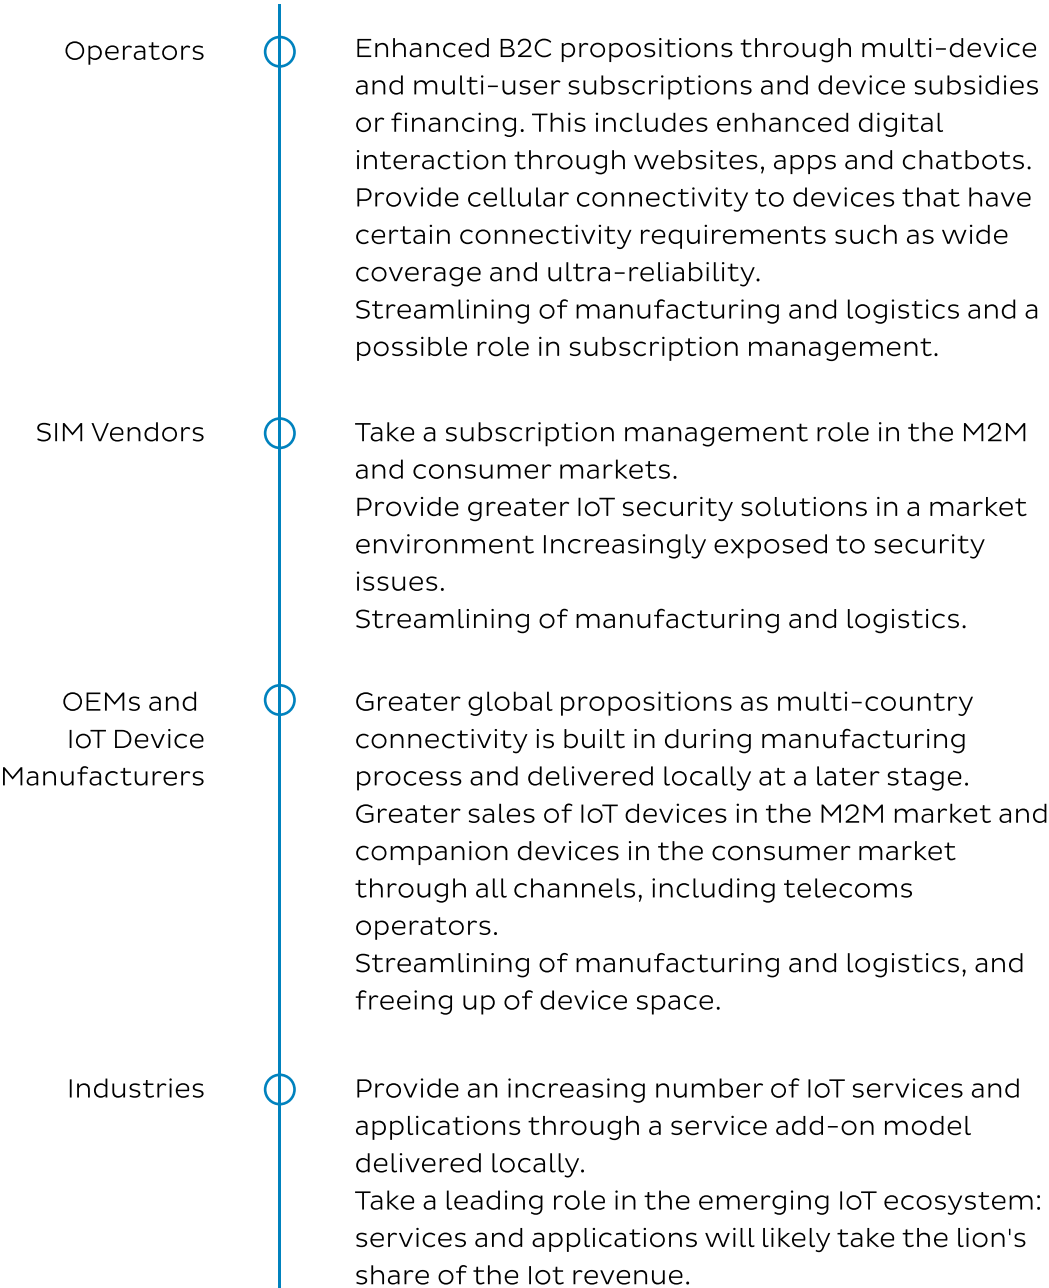 Operators
Enhanced B2C propositions through multi-device
and multi-user subscriptions and device subsidies
or financing. This includes enhanced digital
interaction through websites, apps and chatbots.
Provide cellular connectivity to devices that have
certain connectivity requirements such as wide
coverage and ultra-reliability.
Streamlining of manufacturing and logistics and a
possible role in subscription management.
SIM Vendors
Take a subscription management role in the M2M
and consumer markets.
Provide greater IoT security solutions in a market
environment Increasingly exposed to security
issues.
Streamlining of manufacturing and logistics.
OEMs and
IoT Device
Manufacturers
Greater global propositions as multi-country
connectivity is built in during manufacturing
process and delivered locally at a later stage.
Greater sales of IoT devices in the M2M market and
companion devices in the consumer market
through all channels, including telecoms
operators.
Streamlining of manufacturing and logistics, and
freeing up of device space.
Industries
Provide an increasing number of IoT services and
applications through a service add-on model
delivered locally.
Take a leading role in the emerging IoT ecosystem:
services and applications will likely take the lion's
share of the Iot revenue.